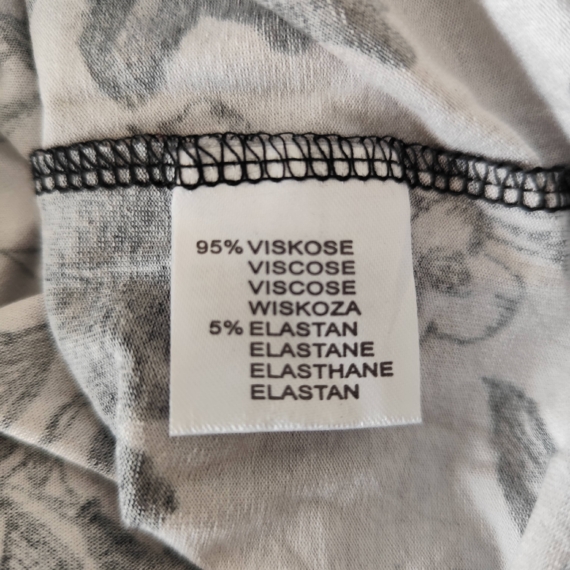 95% VISKOSE
VISCOSE
VISCOSE
WISKOZA
5% ELASTAN
ELASTANE
ELASTHANE
ELASTAN